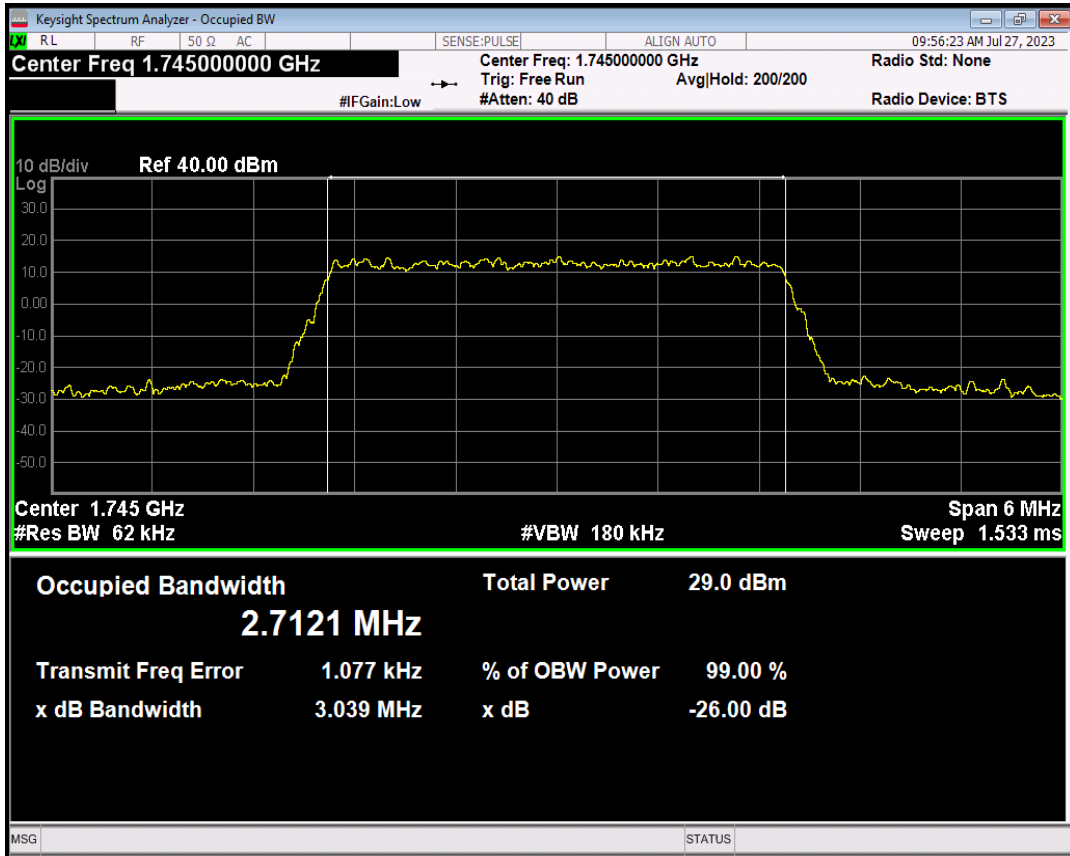 Keysight Spectrum Analyzer - Occupied BW
LXI RL RF 50 Ω AC SENSE:PULSE ALIGN AUTO 09:56:23 AM Jul 27, 2023
Center Freq 1.745000000 GHz Center Freq: 1.745000000 GHz Radio Std: None
Trig: Free Run Avg|Hold: 200/200
#IFGain:Low #Atten: 40 dB Radio Device: BTS
10 dB/div Ref 40.00 dBm
Log
30.0
20.0
10.0
0.00
-10.0
-20.0
-30.0
-40.0
-50.0
Center 1.745 GHz Span 6 MHz
#Res BW 62 kHz #VBW 180 kHz Sweep 1.533 ms
Occupied Bandwidth Total Power 29.0 dBm
2.7121 MHz
Transmit Freq Error 1.077 kHz % of OBW Power 99.00 %
x dB Bandwidth 3.039 MHz x dB -26.00 dB
MSG STATUS